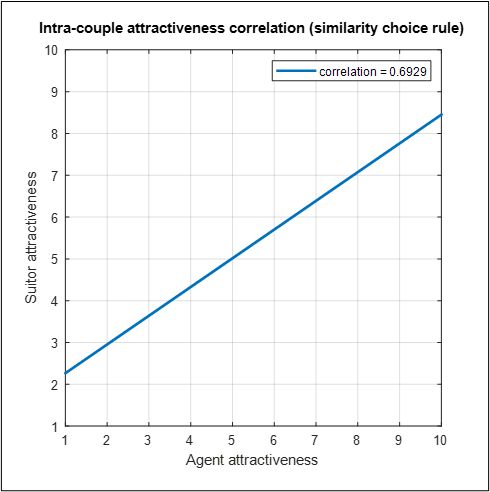 Intra-couple attractiveness correlation (similarity choice rule)
correlation = 0.6929
10
9
8
7
6
5
4
3
2
1
Suitor attractiveness
1 2 3 4 5 6 7 8 9 10
Agent attractiveness